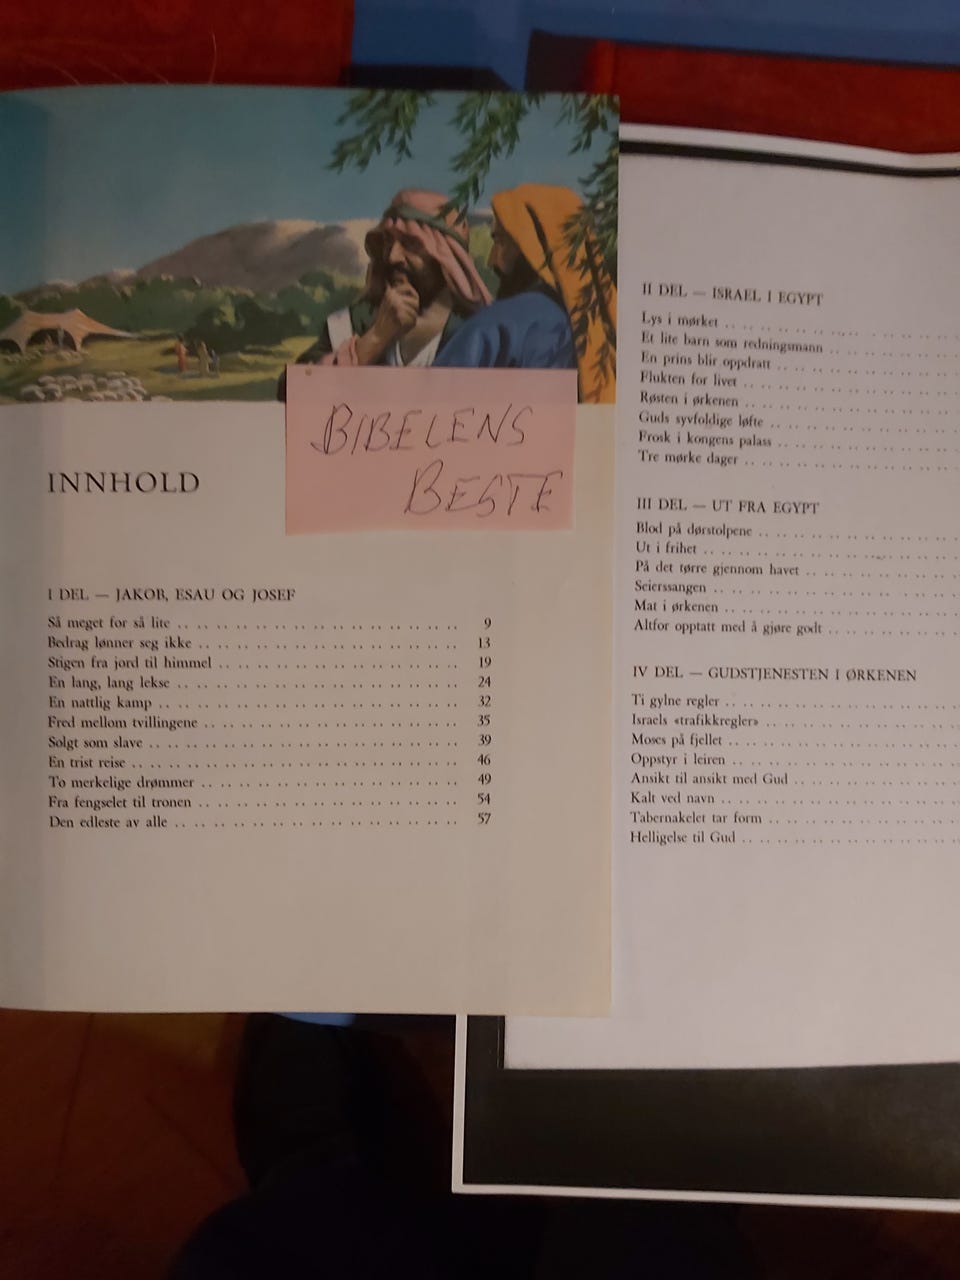 BIBELENS
BESTE
INNHOLD
I DEL — JAKOB, ESAU OG JOSEF
Så meget for så lite .. .. .. .. .. .. .. .. .. .. .. .. 9
Bedrag lønner seg ikke .. .. .. .. .. .. .. .. .. .. .. 13
Stigen fra jord til himmel .. .. .. .. .. .. .. .. .. .. 19
En lang, lang lekse .. .. .. .. .. .. .. .. .. .. .. .. 24
En nattlig kamp .. .. .. .. .. .. .. .. .. .. .. .. .. 32
Fred mellom tvillingene .. .. .. .. .. .. .. .. .. .. .. 35
Solgt som slave .. .. .. .. .. .. .. .. .. .. .. .. .. 39
En trist reise .. .. .. .. .. .. .. .. .. .. .. .. .. 46
To merkelige drømmer .. .. .. .. .. .. .. .. .. .. .. 49
Fra fengselet til tronen .. .. .. .. .. .. .. .. .. .. .. 54
Den edleste av alle .. .. .. .. .. .. .. .. .. .. .. .. 57
II DEL — ISRAEL I EGYPT
Lys i mørket .. .. .. .. .. .. .. ..
Et lite barn som redningsmann .. .. .. ..
En prins blir oppdratt .. .. .. .. .. ..
Flukten for livet .. .. .. .. .. .. ..
Røsten i ørkenen .. .. .. .. .. .. ..
Guds syvfoldige løfte .. .. .. .. .. ..
Frosk i kongens palass .. .. .. .. .. ..
Tre mørke dager .. .. .. .. .. .. ..
III DEL — UT FRA EGYPT
Blod på dørstolpene .. .. .. .. .. .. ..
Ut i frihet .. .. .. .. .. .. .. .. ..
På det tørre gjennom havet .. .. .. .. ..
Seierssangen .. .. .. .. .. .. .. .. ..
Mat i ørkenen .. .. .. .. .. .. .. ..
Altfor opptatt med å gjøre godt .. .. .. ..
IV DEL — GUDSTJENESTEN I ØRKENEN
Ti gylne regler .. .. .. .. .. .. .. ..
Israels «trafikkregler» .. .. .. .. .. ..
Moses på fjellet .. .. .. .. .. .. .. ..
Oppstyr i leiren .. .. .. .. .. .. .. ..
Ansikt til ansikt med Gud .. .. .. .. .. ..
Kalt ved navn .. .. .. .. .. .. .. ..
Tabernakelet tar form .. .. .. .. .. .. ..
Helligelse til Gud .. .. .. .. .. .. .. ..